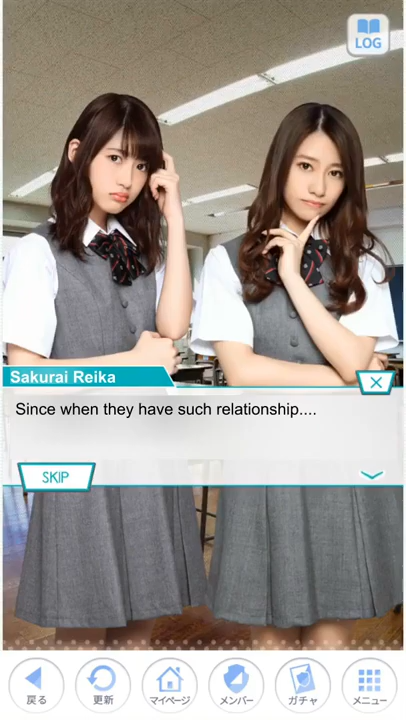 LOG
Sakurai Reika
Since when they have such relationship....
SKIP
戻る
更新
マイページ
メンバー
ガチャ
メニュー